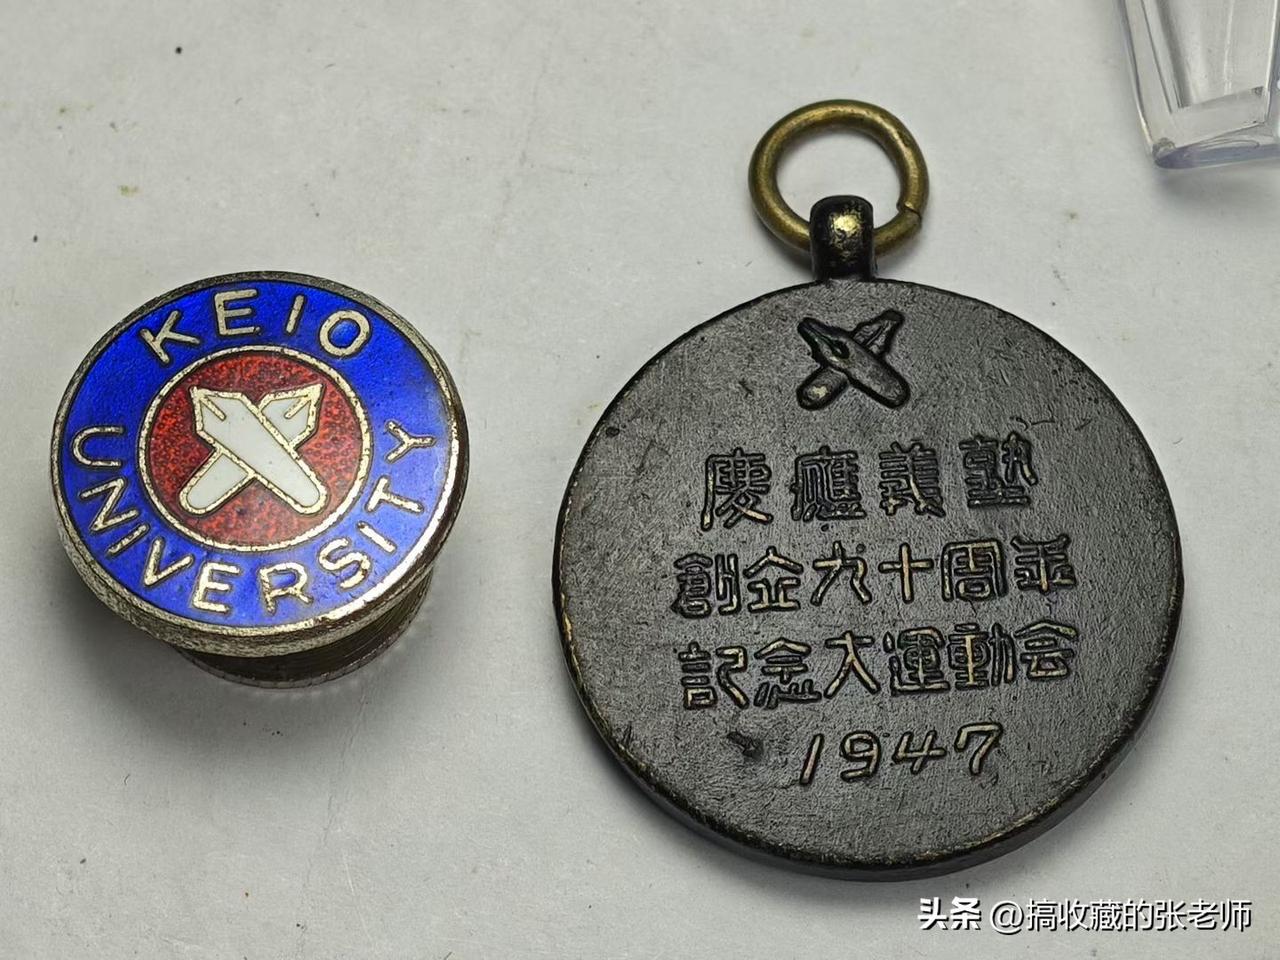 KEIO
UNIVERSITY
慶應義塾
創立九十周年
記念大運動会
1947
头条 @搞收藏的张老师